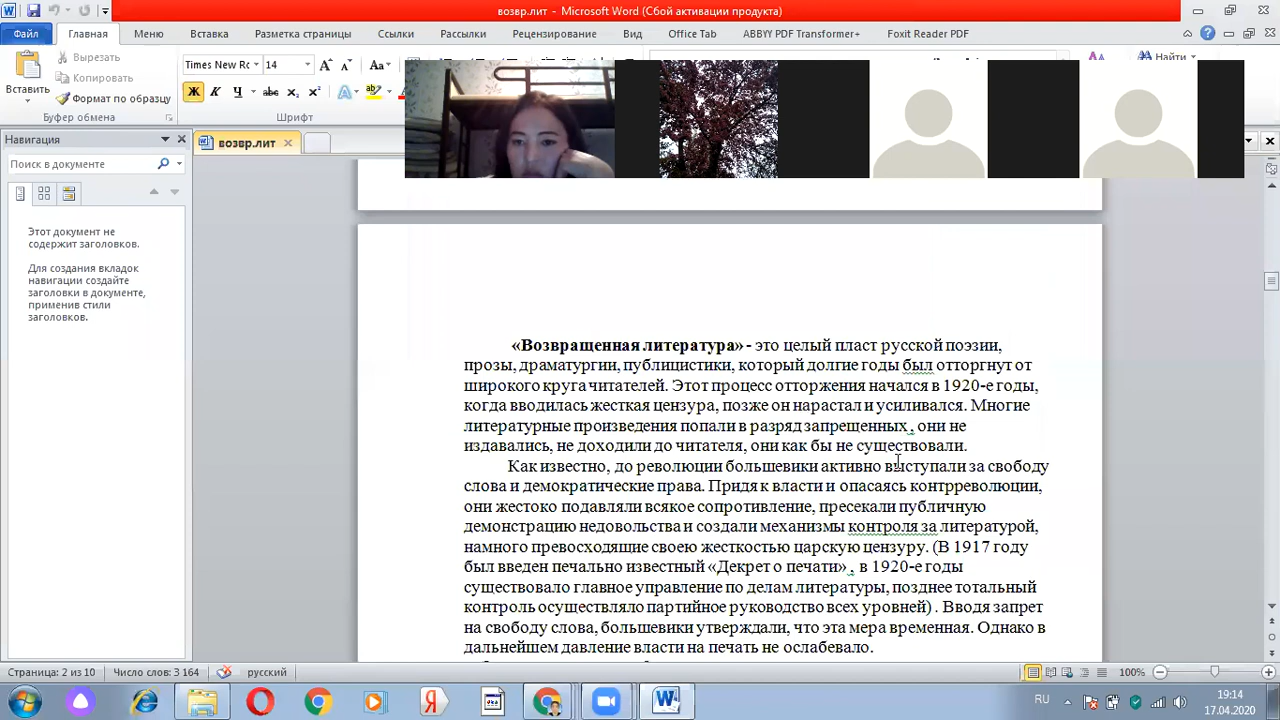 возвр.лит - Microsoft Word (Сбой активации продукта)
Файл Главная Меню Вставка Разметка страницы Ссылки Рассылки Рецензирование Вид Office Tab ABBYY PDF Transformer+ Foxit Reader PDF
Вставить
Вырезать
Копировать
Формат по образцу
Буфер обмена
Times New Rс 14
Ж К Ч abc x₂ x²
Шрифт
Найти
Навигация
возвр.лит
Поиск в документе
Этот документ не
содержит заголовков.
Для создания вкладок
навигации создайте
заголовки в документе,
применив стили
заголовков.
«Возвращенная литература» - это целый пласт русской поэзии,
прозы, драматургии, публицистики, который долгие годы был отторгнут от
широкого круга читателей. Этот процесс отторжения начался в 1920-е годы,
когда вводилась жесткая цензура, позже он нарастал и усиливался. Многие
литературные произведения попали в разряд запрещенных , они не
издавались, не доходили до читателя, они как бы не существовали.
Как известно, до революции большевики активно выступали за свободу
слова и демократические права. Придя к власти и опасаясь контрреволюции,
они жестоко подавляли всякое сопротивление, пресекали публичную
демонстрацию недовольства и создали механизмы контроля за литературой,
намного превосходящие своею жесткостью царскую цензуру. (В 1917 году
был введен печально известный «Декрет о печати» , в 1920-е годы
существовало главное управление по делам литературы, позднее тотальный
контроль осуществляло партийное руководство всех уровней) . Вводя запрет
на свободу слова, большевики утверждали, что эта мера временная. Однако в
дальнейшем давление власти на печать не ослабевало.
Страница: 2 из 10 Число слов: 3 164 русский 100%
RU
19:14
17.04.2020